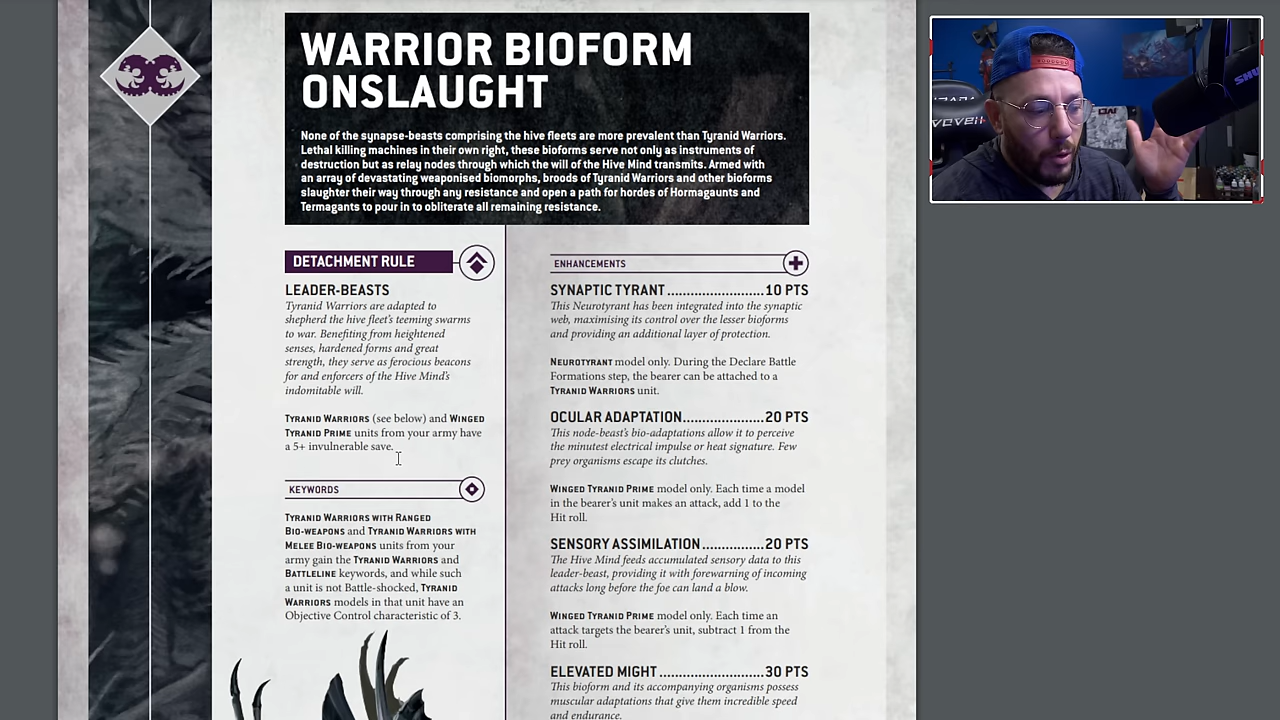 WARRIOR BIOFORM
ONSLAUGHT
None of the synapse-beasts comprising the hive fleets are more prevalent than Tyranid Warriors.
Lethal killing machines in their own right, these bioforms serve not only as instruments of
destruction but as relay nodes through which the will of the Hive Mind transmits. Armed with
an array of devastating weaponised biomorphs, broods of Tyranid Warriors and other bioforms
slaughter their way through any resistance and open a path for hordes of Hormagaunts and
Termagants to pour in to obliterate all remaining resistance.
DETACHMENT RULE
LEADER-BEASTS
Tyranid Warriors are adapted to
shepherd the hive fleet's teeming swarms
to war. Benefiting from heightened
senses, hardened forms and great
strength, they serve as ferocious beacons
for and enforcers of the Hive Mind's
indomitable will.
TYRANID WARRIORS (see below) and WINGED
TYRANID PRIME units from your army have
a 5+ invulnerable save.
KEYWORDS
TYRANID WARRIORS WITH RANGED
BIO-WEAPONS and TYRANID WARRIORS WITH
MELEE BIO-WEAPONS units from your
army gain the TYRANID WARRIORS and
BATTLELINE keywords, and while such
a unit is not Battle-shocked, TYRANID
WARRIORS models in that unit have an
Objective Control characteristic of 3.
ENHANCEMENTS
SYNAPTIC TYRANT........................10 PTS
This Neurotyrant has been integrated into the synaptic
web, maximising its control over the lesser bioforms
and providing an additional layer of protection.
NEUROTYRANT model only. During the Declare Battle
Formations step, the bearer can be attached to a
TYRANID WARRIORS unit.
OCULAR ADAPTATION....................20 PTS
This node-beast's bio-adaptations allow it to perceive
the minutest electrical impulse or heat signature. Few
prey organisms escape its clutches.
WINGED TYRANID PRIME model only. Each time a model
in the bearer's unit makes an attack, add 1 to the
Hit roll.
SENSORY ASSIMILATION................20 PTS
The Hive Mind feeds accumulated sensory data to this
leader-beast, providing it with forewarning of incoming
attacks long before the foe can land a blow.
WINGED TYRANID PRIME model only. Each time an
attack targets the bearer's unit, subtract 1 from the
Hit roll.
ELEVATED MIGHT..........................30 PTS
This bioform and its accompanying organisms possess
muscular adaptations that give them incredible speed
and endurance.